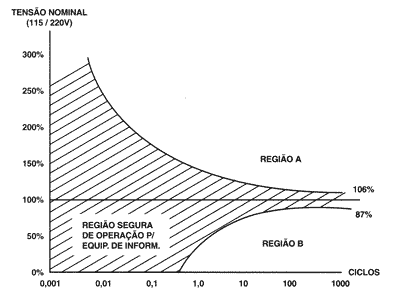 TENSÃO NOMINAL
(115 / 220V)
300%
250%
200%
150%
100%
50%
0%
REGIÃO A
106%
87%
REGIÃO SEGURA
DE OPERAÇÃO P/
EQUIP. DE INFORM.
REGIÃO B
CICLOS
0,001
0,01
0,1
1,0
10
100
1000